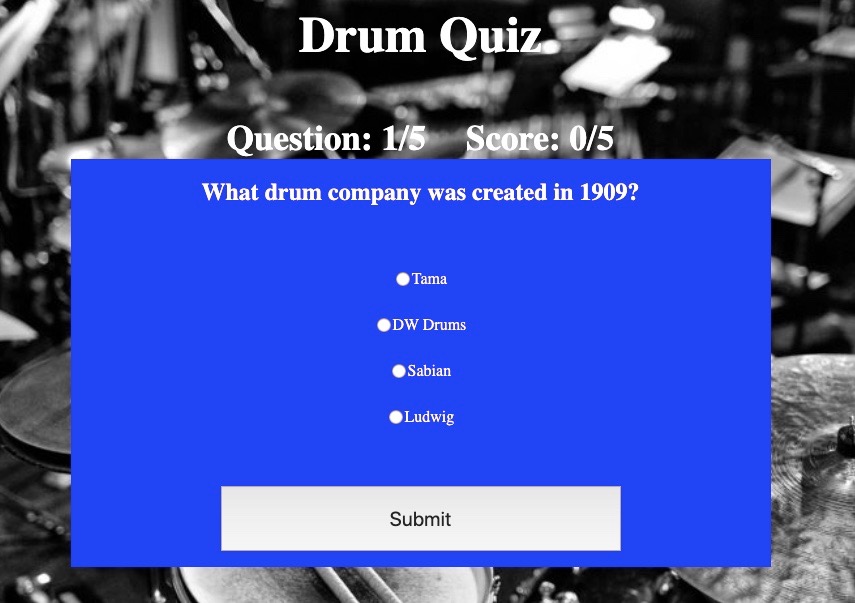 Drum Quiz
Question: 1/5 Score: 0/5
What drum company was created in 1909?
Tama
DW Drums
Sabian
Ludwig
Submit